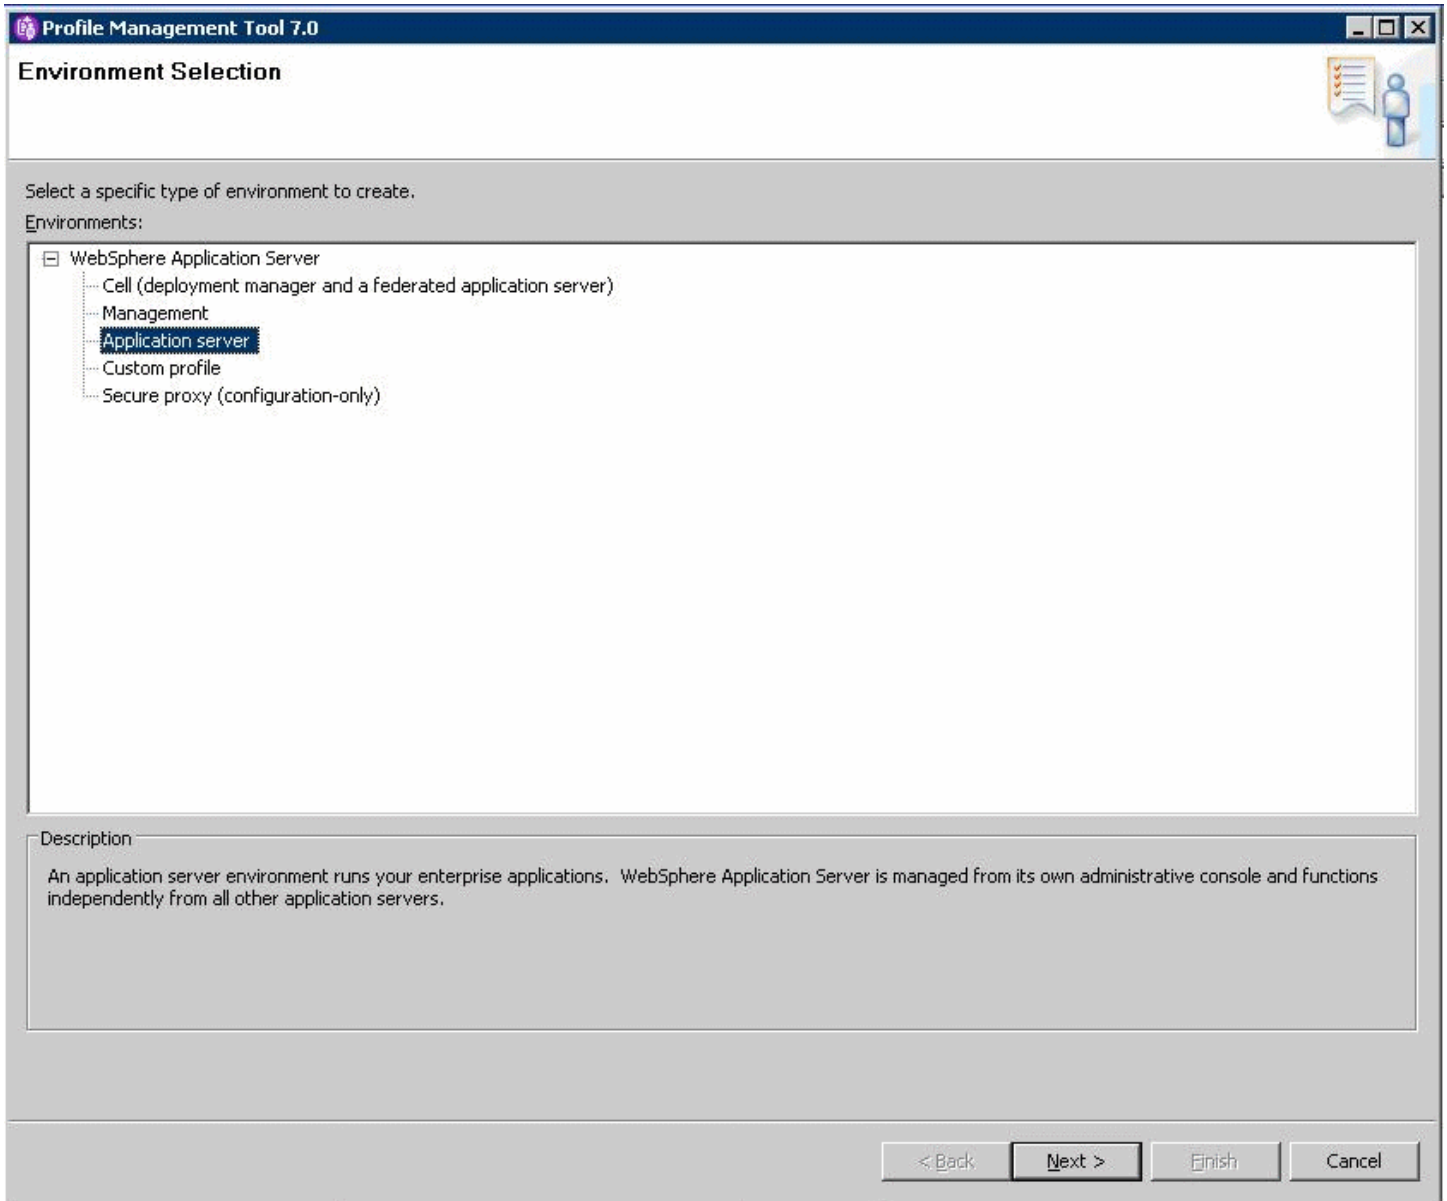 Profile Management Tool 7.0
Environment Selection
Select a specific type of environment to create.
Environments:
WebSphere Application Server
Cell (deployment manager and a federated application server)
Management
Application server
Custom profile
Secure proxy (configuration-only)
Description
An application server environment runs your enterprise applications.  WebSphere Application Server is managed from its own administrative console and functions
independently from all other application servers.
< Back
Next >
Finish
Cancel